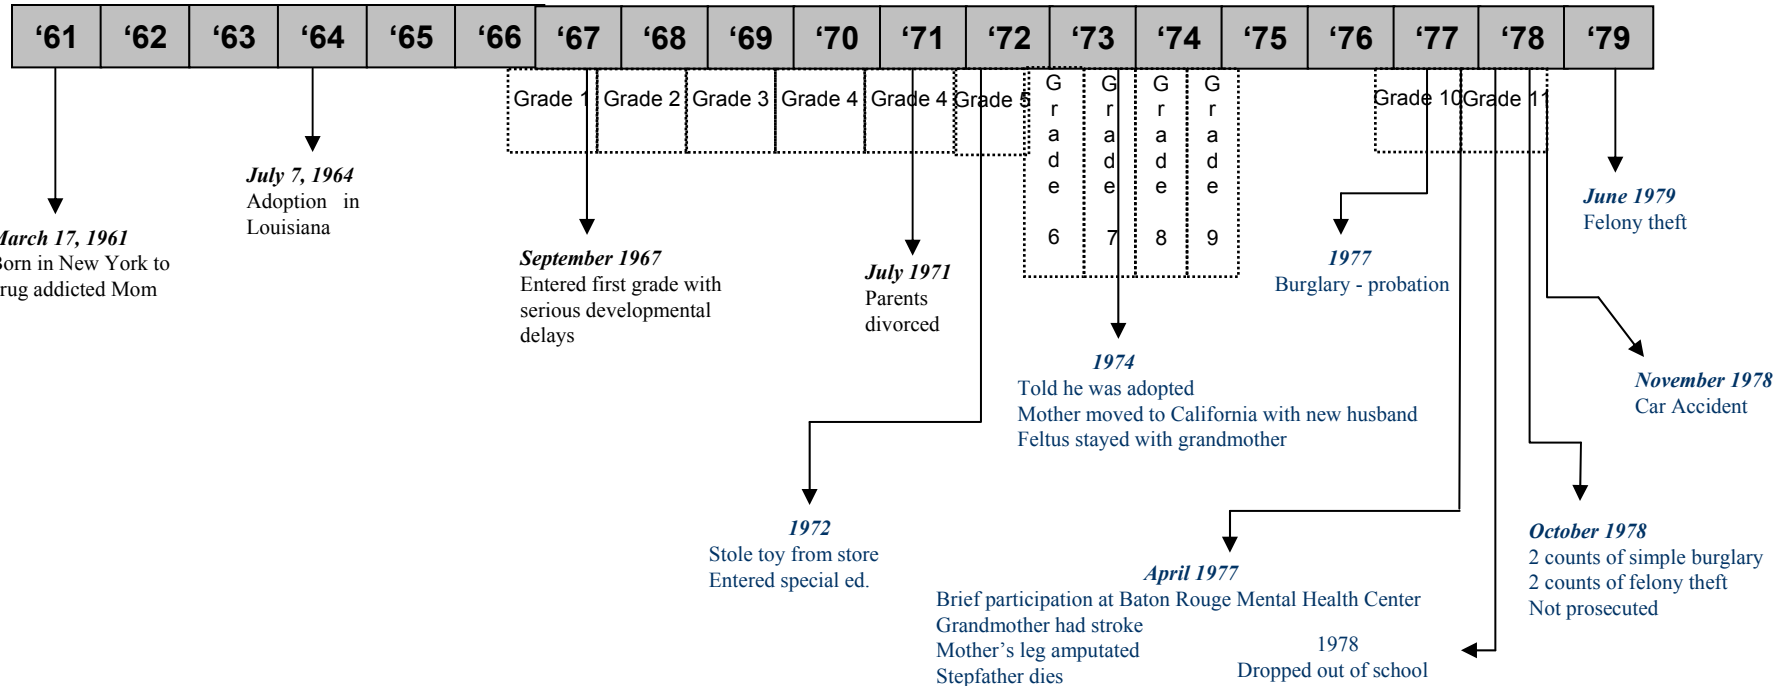 ‘61 ‘62 ‘63 ‘64 ‘65 ‘66 ‘67 ‘68 ‘69 ‘70 ‘71 ‘72 ‘73 ‘74 ‘75 ‘76 ‘77 ‘78 ‘79
Grade 1 Grade 2 Grade 3 Grade 4 Grade 4 Grade 5 Grade 6 Grade 7 Grade 8 Grade 9 Grade 10 Grade 11
March 17, 1961
Born in New York to
drug addicted Mom
July 7, 1964
Adoption in
Louisiana
September 1967
Entered first grade with
serious developmental
delays
July 1971
Parents
divorced
1972
Stole toy from store
Entered special ed.
1974
Told he was adopted
Mother moved to California with new husband
Feltus stayed with grandmother
1977
Burglary - probation
April 1977
Brief participation at Baton Rouge Mental Health Center
Grandmother had stroke
Mother’s leg amputated
Stepfather dies
1978
Dropped out of school
October 1978
2 counts of simple burglary
2 counts of felony theft
Not prosecuted
November 1978
Car Accident
June 1979
Felony theft